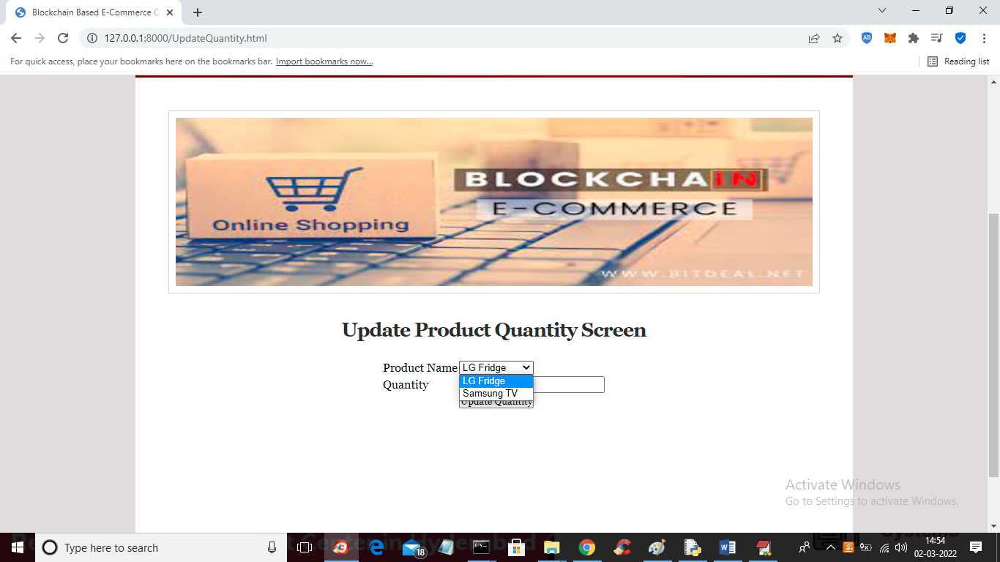 Blockchain Based E-Commerce
127.0.0.1:8000/UpdateQuantity.html
For quick access, place your bookmarks here on the bookmarks bar. Import bookmarks now...
Reading list
BLOCKCHAIN
E-COMMERCE
Online Shopping
WWW.BITDEAL.NET
Update Product Quantity Screen
Product Name LG Fridge
LG Fridge
Quantity
Samsung TV
Update Quantity
Activate Windows
Go to Settings to activate Windows.
Type here to search
18
14:54
02-03-2022